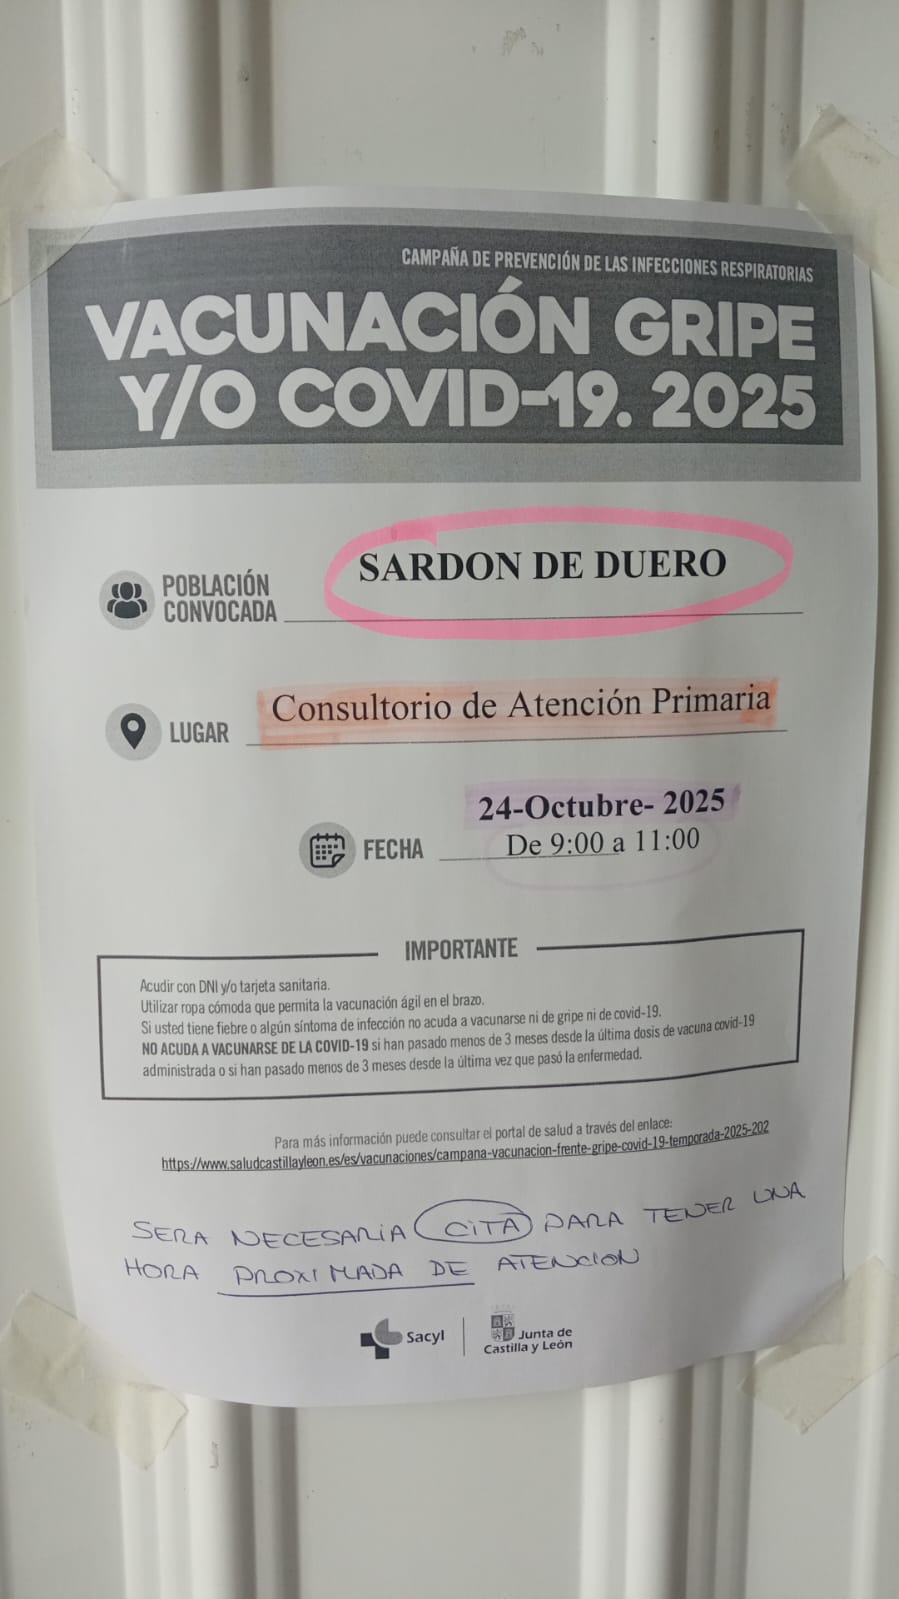 CAMPAÑA DE PREVENCIÓN DE LAS INFECCIONES RESPIRATORIAS
VACUNACIÓN GRIPE
Y/O COVID-19. 2025
POBLACIÓN
CONVOCADA
SARDON DE DUERO
LUGAR
Consultorio de Atención Primaria
FECHA
24-Octubre- 2025
De 9:00 a 11:00
IMPORTANTE
Acudir con DNI y/o tarjeta sanitaria.
Utilizar ropa cómoda que permita la vacunación ágil en el brazo.
Si usted tiene fiebre o algún síntoma de infección no acuda a vacunarse ni de gripe ni de covid-19.
NO ACUDA A VACUNARSE DE LA COVID-19 si han pasado menos de 3 meses desde la última dosis de vacuna covid-19
administrada o si han pasado menos de 3 meses desde la última vez que pasó la enfermedad.
Para más información puede consultar el portal de salud a través del enlace:
https://www.saludcastillayleon.es/es/vacunaciones/campana-vacunacion-frente-gripe-covid-19-temporada-2025-202
SERA NECESARIA CITA PARA TENER UNA
HORA PROXIMADA DE ATENCION
Sacyl
Junta de
Castilla y León